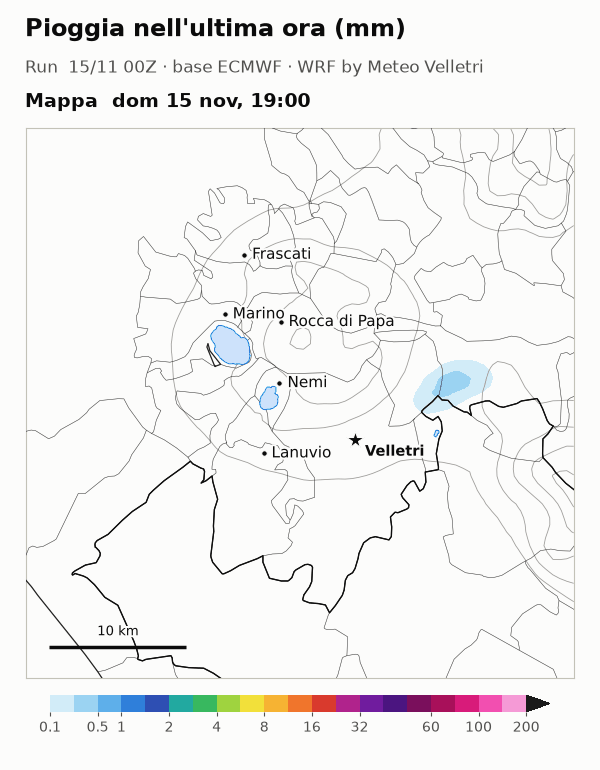 Pioggia nell'ultima ora (mm)
Run  15/11 00Z · base ECMWF · WRF by Meteo Velletri
Mappa  dom 15 nov, 19:00
Frascati
Marino
Rocca di Papa
Nemi
Velletri
Lanuvio
10 km
0.1 0.5 1 2 4 8 16 32 60 100 200